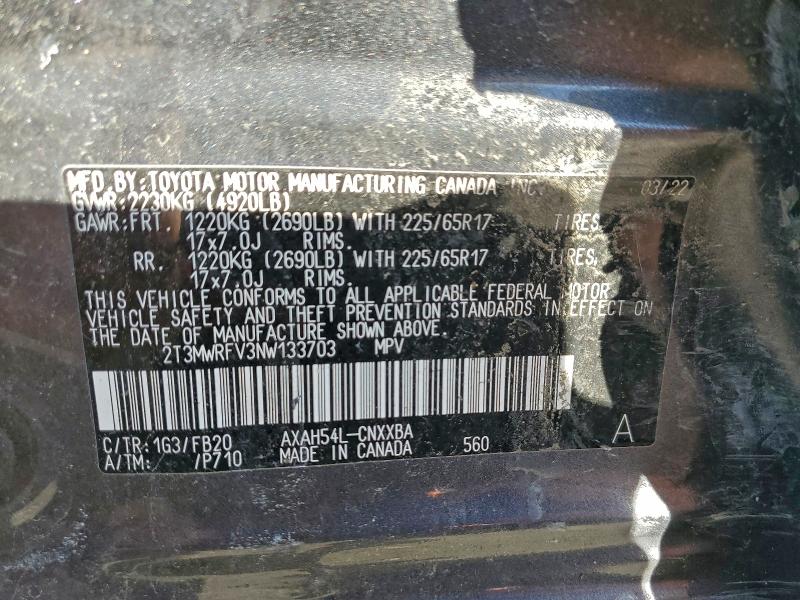 MFD.BY:TOYOTA MOTOR MANUFACTURING CANADA INC. 03/22
GVWR:2230KG (4920LB)
GAWR:FRT. 1220KG (2690LB) WITH 225/65R17 TIRES,
17x7.0J RIMS.
RR. 1220KG (2690LB) WITH 225/65R17 TIRES,
17x7.0J RIMS.
THIS VEHICLE CONFORMS TO ALL APPLICABLE FEDERAL MOTOR
VEHICLE SAFETY AND THEFT PREVENTION STANDARDS IN EFFECT ON
THE DATE OF MANUFACTURE SHOWN ABOVE.
2T3MWRFV3NW133703 MPV
C/TR:1G3/FB20 AXAH54L-CNXXBA 560 A
A/TM: /P710 MADE IN CANADA